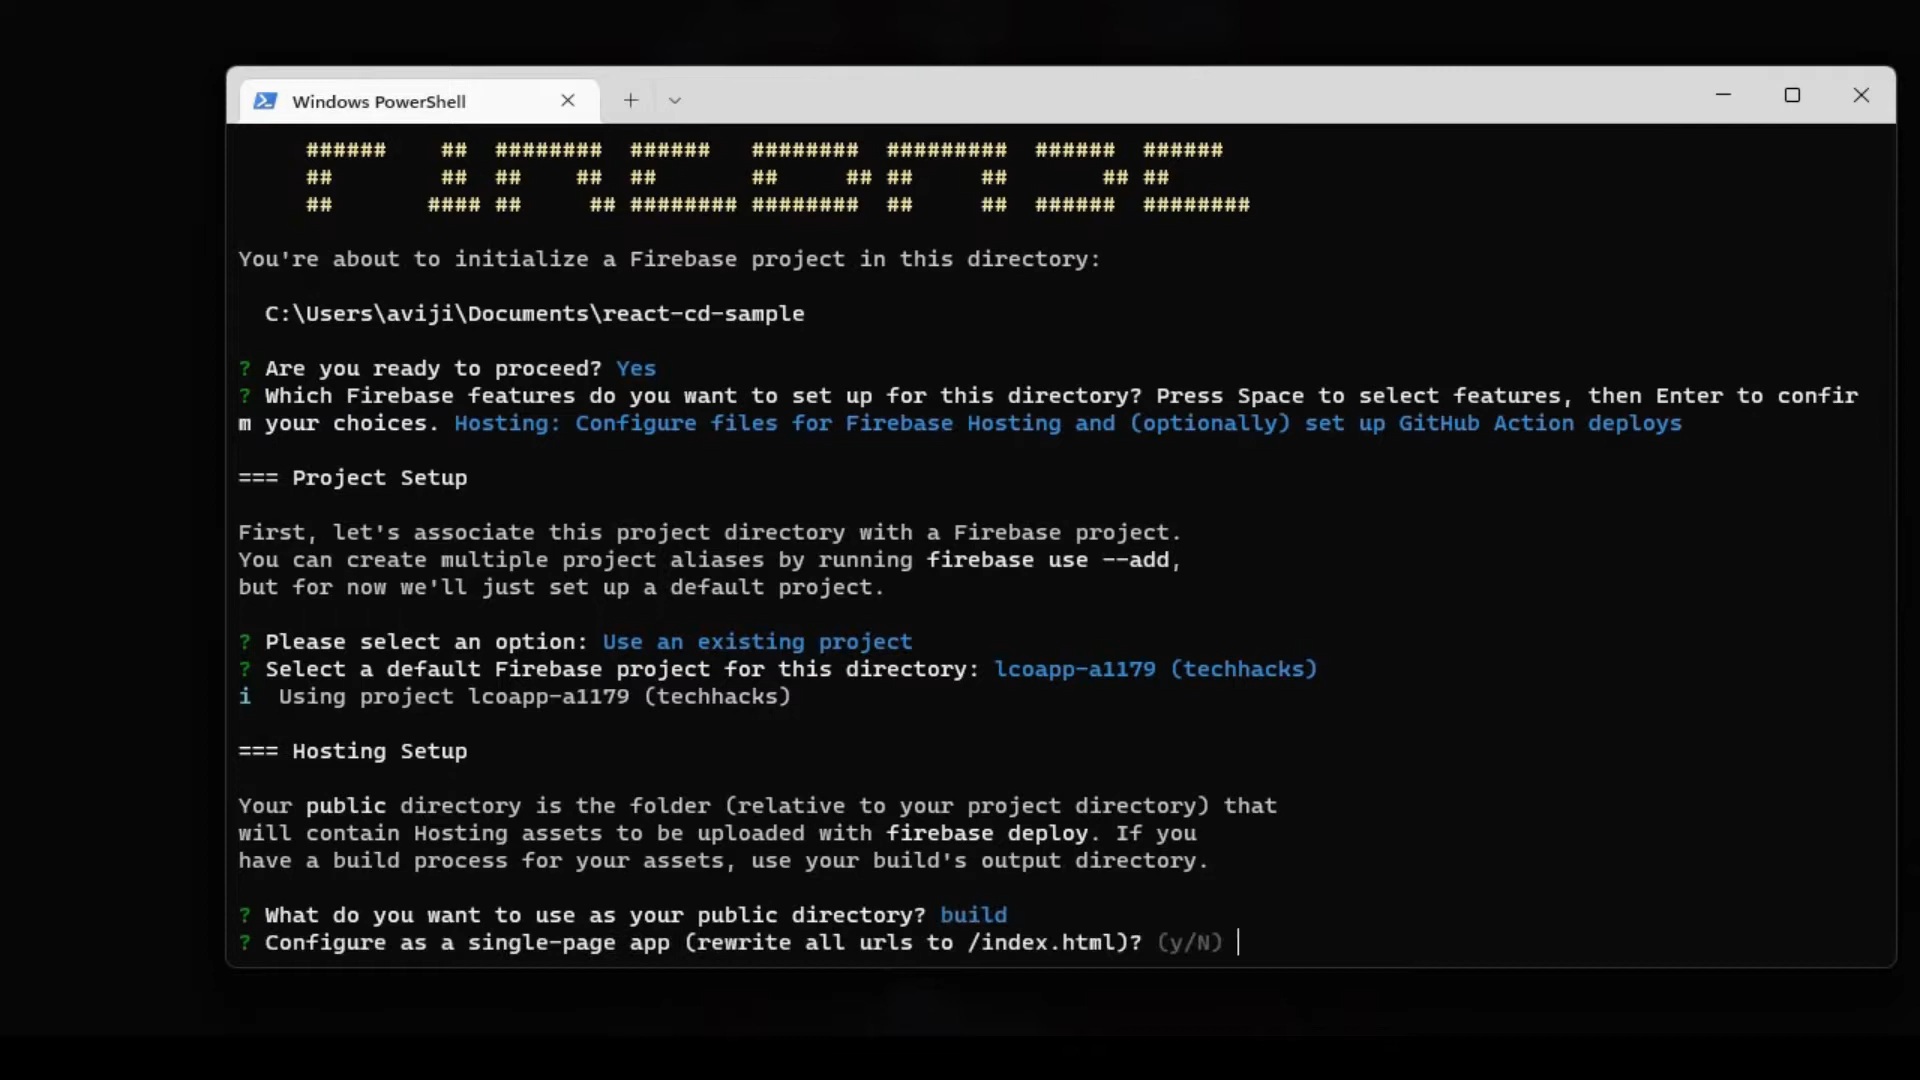 Windows PowerShell
######    ## ######## ######   ######## #########  ###### ######
##        ## ##    ## ##       ##     ## ##     ##       ## ##
##      #### ##     ## ######## ########  ##     ##  ###### ########
You're about to initialize a Firebase project in this directory:
C:\Users\aviji\Documents\react-cd-sample
? Are you ready to proceed? Yes
? Which Firebase features do you want to set up for this directory? Press Space to select features, then Enter to confir
m your choices. Hosting: Configure files for Firebase Hosting and (optionally) set up GitHub Action deploys
=== Project Setup
First, let's associate this project directory with a Firebase project.
You can create multiple project aliases by running firebase use --add,
but for now we'll just set up a default project.
? Please select an option: Use an existing project
? Select a default Firebase project for this directory: lcoapp-a1179 (techhacks)
i  Using project lcoapp-a1179 (techhacks)
=== Hosting Setup
Your public directory is the folder (relative to your project directory) that
will contain Hosting assets to be uploaded with firebase deploy. If you
have a build process for your assets, use your build's output directory.
? What do you want to use as your public directory? build
? Configure as a single-page app (rewrite all urls to /index.html)? (y/N)